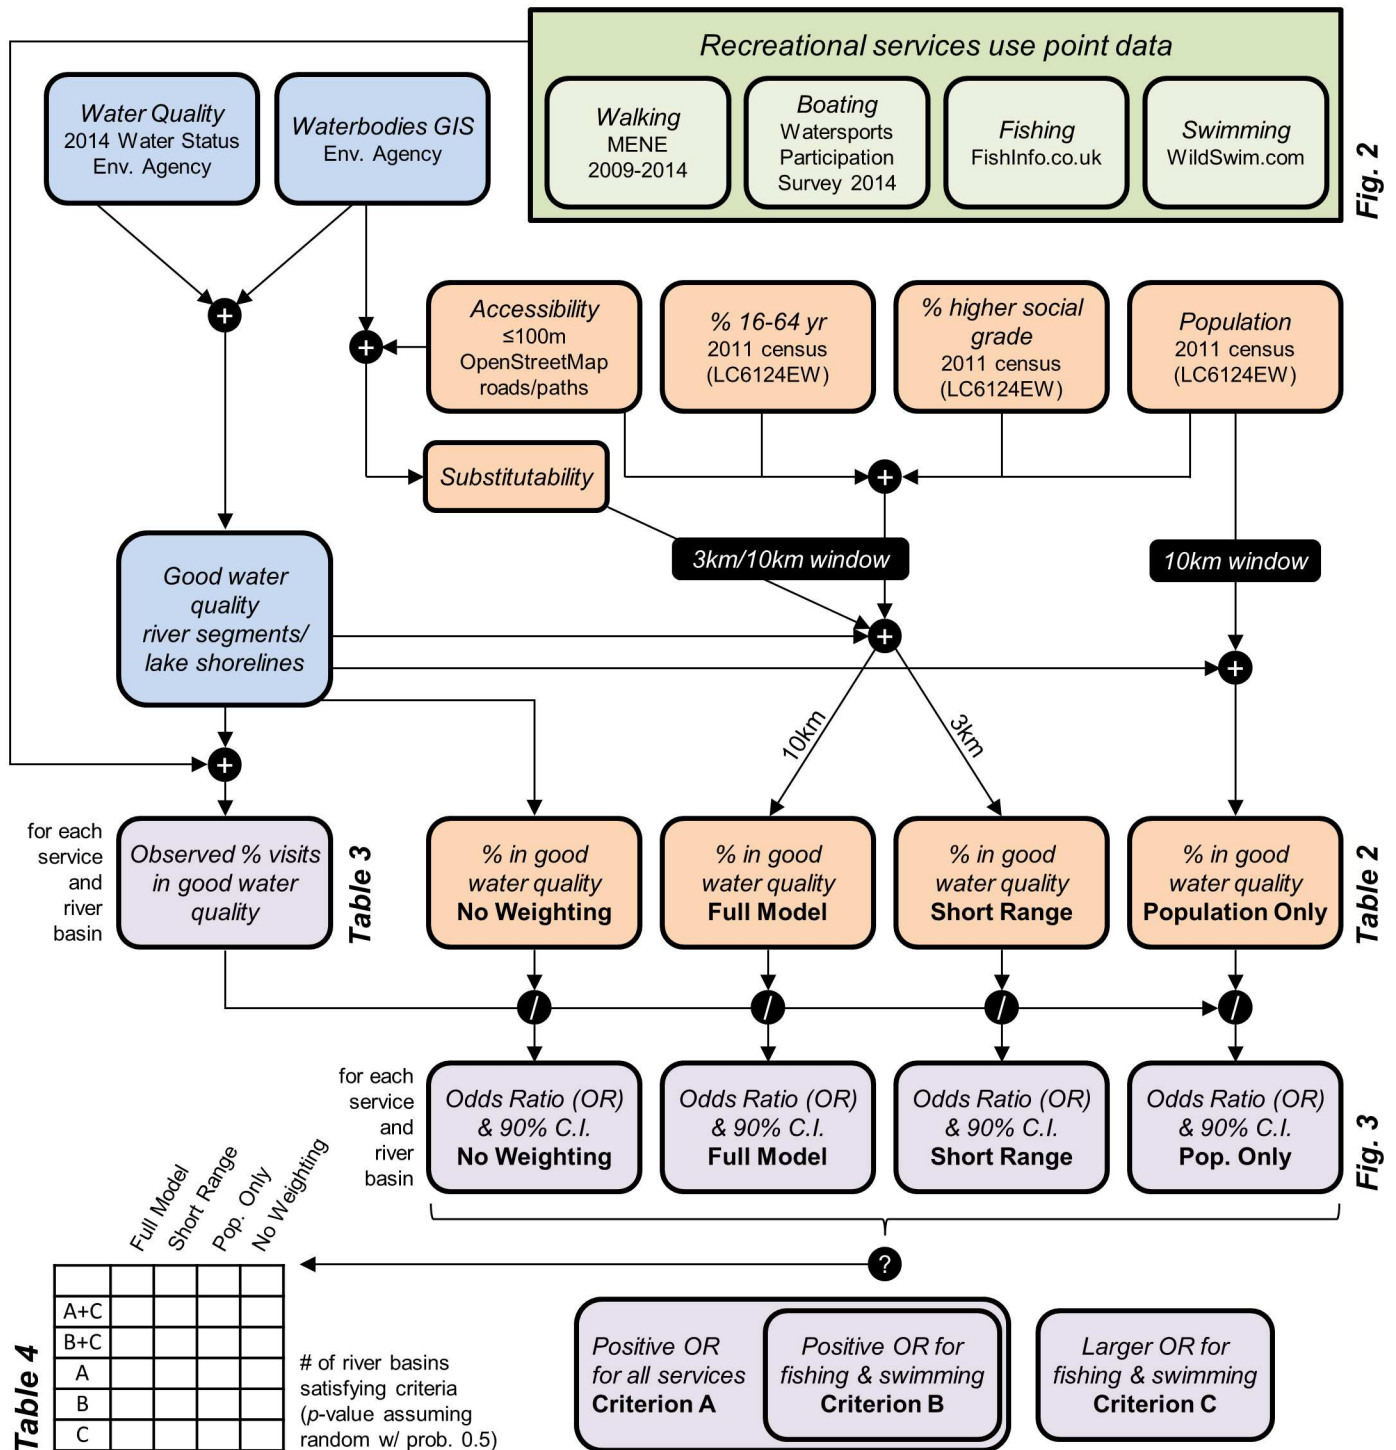 Recreational services use point data
Water Quality
2014 Water Status
Env. Agency
Waterbodies GIS
Env. Agency
Walking
MENE
2009-2014
Boating
Watersports
Participation
Survey 2014
Fishing
FishInfo.co.uk
Swimming
WildSwim.com
Fig. 2
+
Accessibility
≤100m
OpenStreetMap
roads/paths
% 16-64 yr
2011 census
(LC6124EW)
% higher social
grade
2011 census
(LC6124EW)
Population
2011 census
(LC6124EW)
+
Substitutability
+
3km/10km window
10km window
Good water
quality
river segments/
lake shorelines
+
+
10km
3km
+
for each
service
and
river
basin
Observed % visits
in good water
quality
Table 3
% in good
water quality
No Weighting
% in good
water quality
Full Model
% in good
water quality
Short Range
% in good
water quality
Population Only
Table 2
/
/
/
/
for each
service
and
river
basin
Odds Ratio (OR)
& 90% C.I.
No Weighting
Odds Ratio (OR)
& 90% C.I.
Full Model
Odds Ratio (OR)
& 90% C.I.
Short Range
Odds Ratio (OR)
& 90% C.I.
Pop. Only
Fig. 3
?
Full Model
Short Range
Pop. Only
No Weighting
A+C
B+C
A
B
C
Table 4
# of river basins
satisfying criteria
(p-value assuming
random w/ prob. 0.5)
Positive OR
for all services
Criterion A
Positive OR for
fishing & swimming
Criterion B
Larger OR for
fishing & swimming
Criterion C